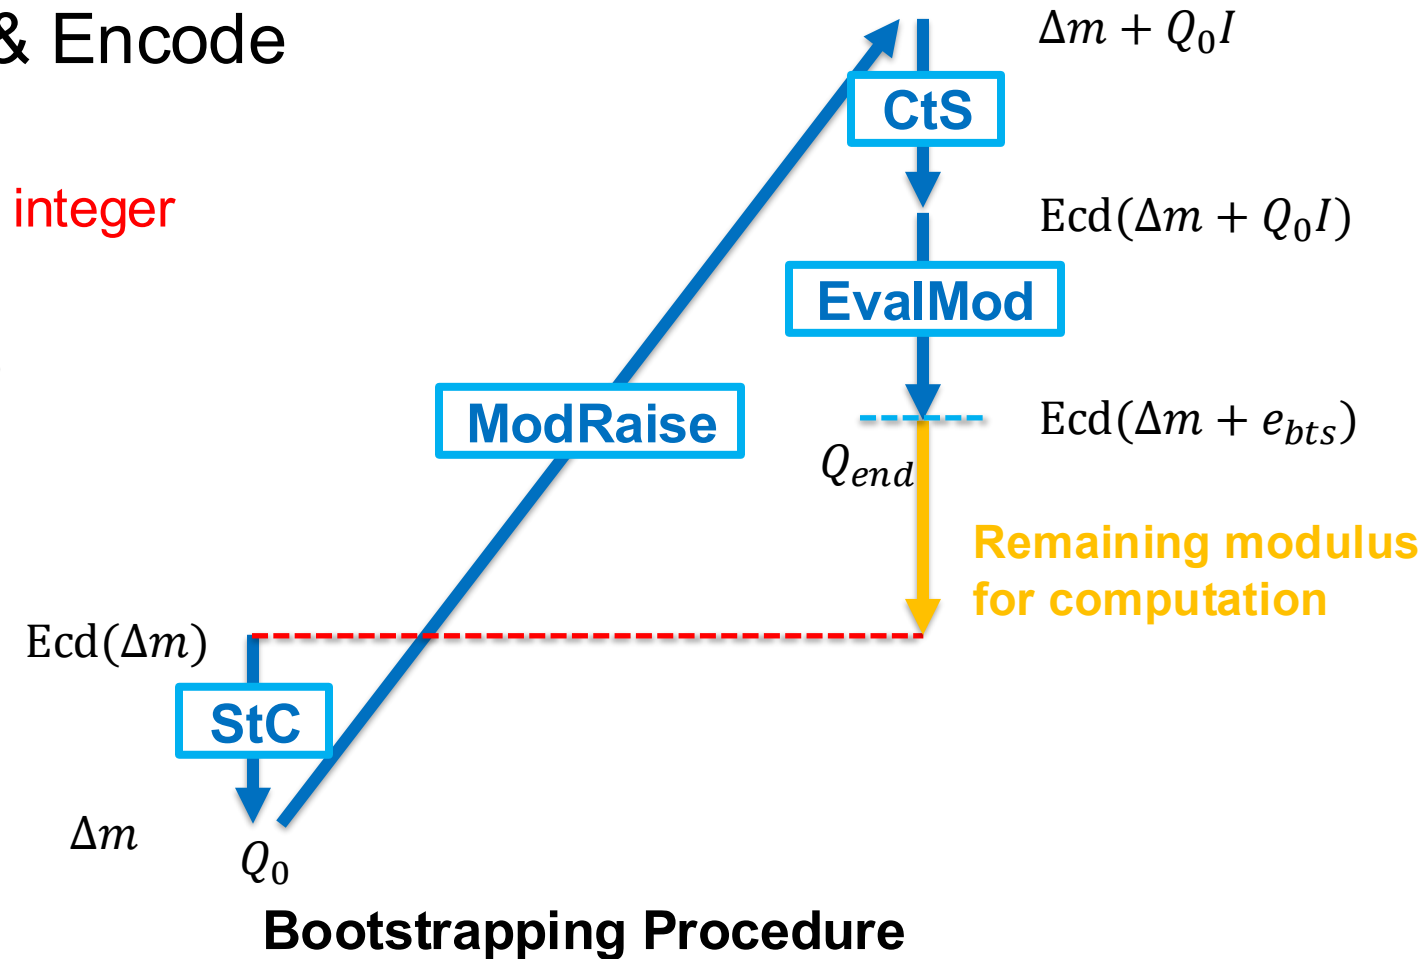 & Encode
Δm + Q₀I
CtS
integer
Ecd(Δm + Q₀I)
EvalMod
ModRaise
Ecd(Δm + e_bts)
Q_end
Remaining modulus
for computation
Ecd(Δm)
StC
Δm
Q₀
Bootstrapping Procedure